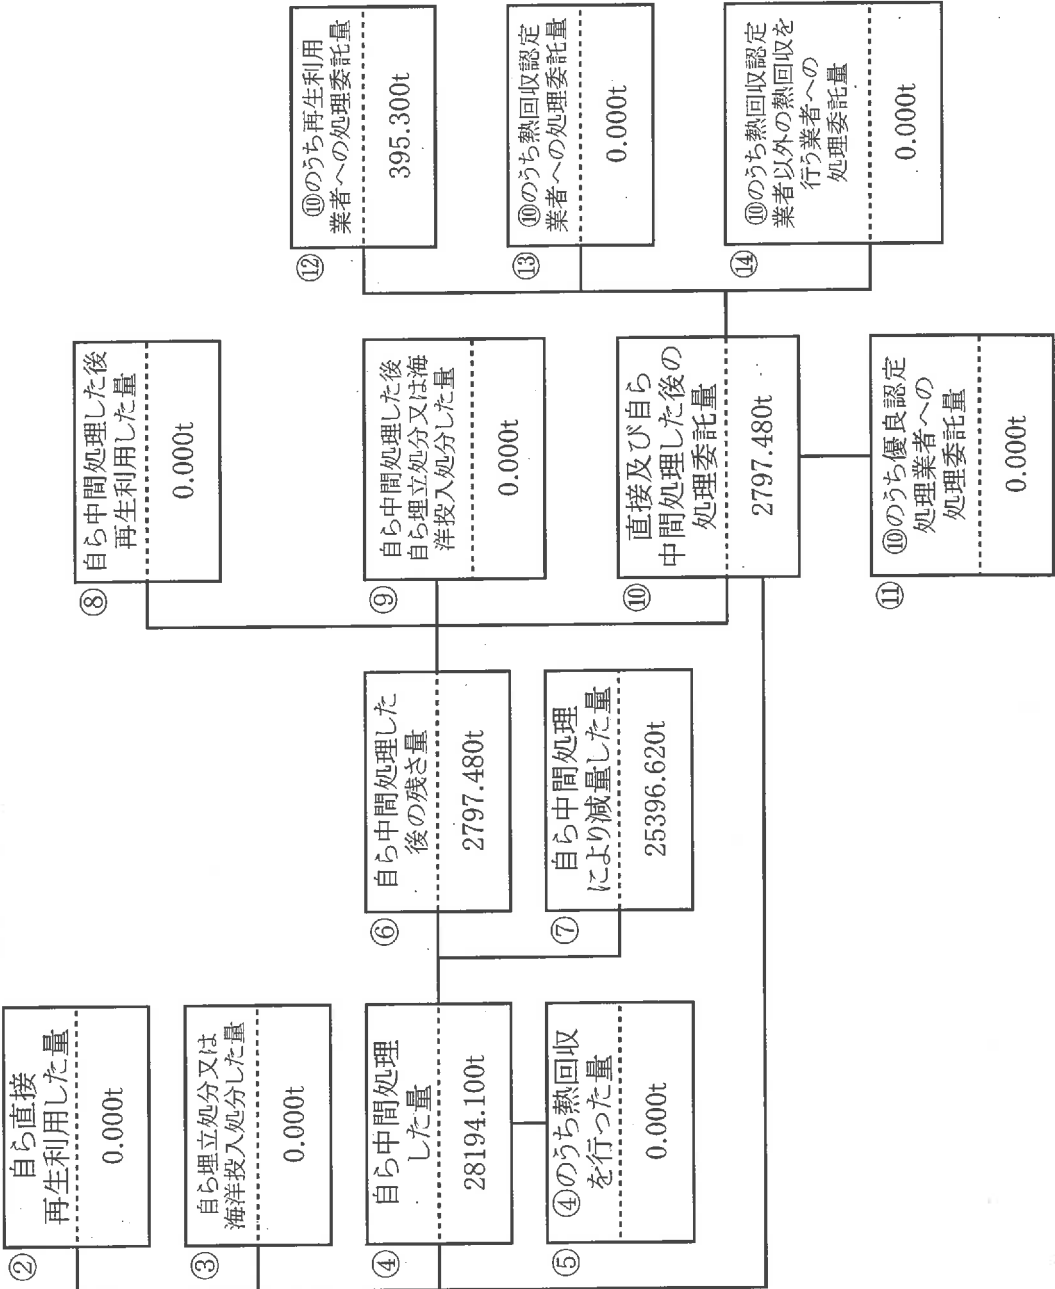 ②
自ら直接
再生利用した量
0.000t
③
自ら埋立処分又は
海洋投入処分した量
0.000t
④
自ら中間処理
した量
28194.100t
⑤
④のうち熱回収
を行った量
0.000t
⑥
自ら中間処理した
後の残さ量
2797.480t
⑦
自ら中間処理
により減量した量
25396.620t
⑧
自ら中間処理した後
再生利用した量
0.000t
⑨
自ら中間処理した後
自ら埋立処分又は海
洋投入処分した量
0.000t
⑩
直接及び自ら
中間処理した後の
処理委託量
2797.480t
⑪
⑩のうち優良認定
処理業者への
処理委託量
0.000t
⑫
⑩のうち再生利用
業者への処理委託量
395.300t
⑬
⑩のうち熱回収認定
業者への処理委託量
0.000t
⑭
⑩のうち熱回収認定
業者以外の熱回収を
行う業者への
処理委託量
0.000t